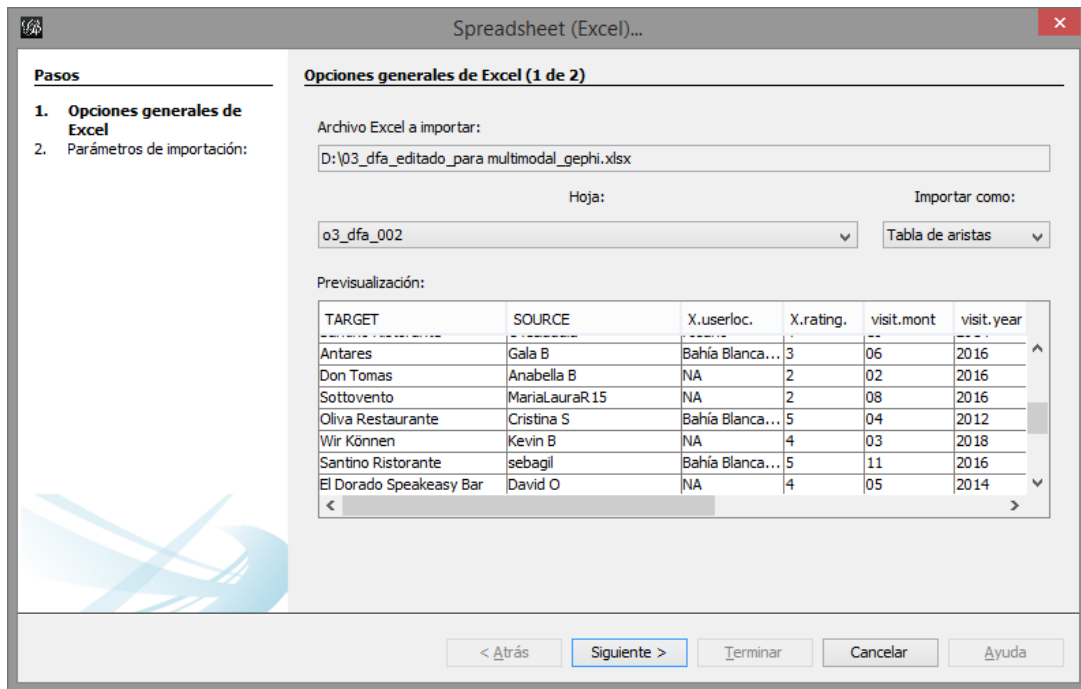 Spreadsheet (Excel)...
Pasos
1. Opciones generales de
Excel
2. Parámetros de importación:
Opciones generales de Excel (1 de 2)
Archivo Excel a importar:
D:\03_dfa_editado_para multimodal_gephi.xlsx
Hoja: Importar como:
o3_dfa_002 Tabla de aristas
Previsualización:
TARGET SOURCE X.userloc. X.rating. visit.mont visit.year
Antares Gala B Bahía Blanca... 3 06 2016
Don Tomas Anabella B NA 2 02 2016
Sottovento MariaLauraR15 NA 2 08 2016
Oliva Restaurante Cristina S Bahía Blanca... 5 04 2012
Wir Können Kevin B NA 4 03 2018
Santino Ristorante sebagil Bahía Blanca... 5 11 2016
El Dorado Speakeasy Bar David O NA 4 05 2014
< Atrás Siguiente > Terminar Cancelar Ayuda